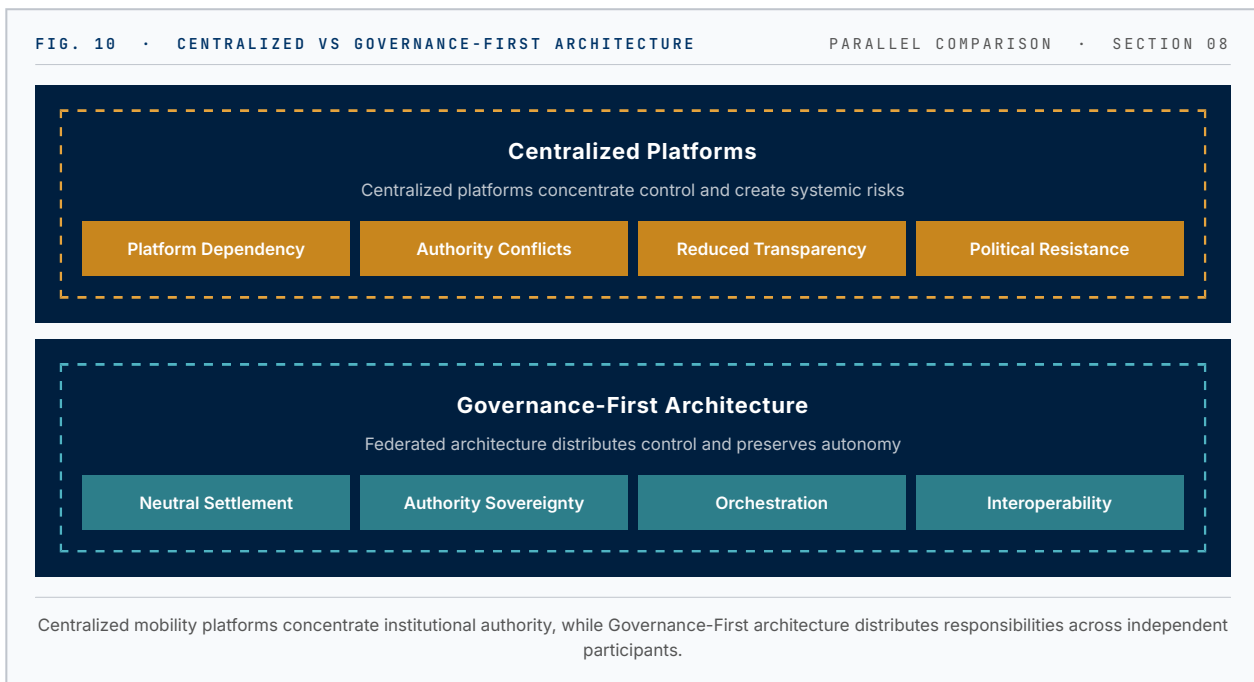 FIG. 10 · CENTRALIZED VS GOVERNANCE-FIRST ARCHITECTURE
PARALLEL COMPARISON · SECTION 08
Centralized Platforms
Centralized platforms concentrate control and create systemic risks
Platform Dependency
Authority Conflicts
Reduced Transparency
Political Resistance
Governance-First Architecture
Federated architecture distributes control and preserves autonomy
Neutral Settlement
Authority Sovereignty
Orchestration
Interoperability
Centralized mobility platforms concentrate institutional authority, while Governance-First architecture distributes responsibilities across independent
participants.